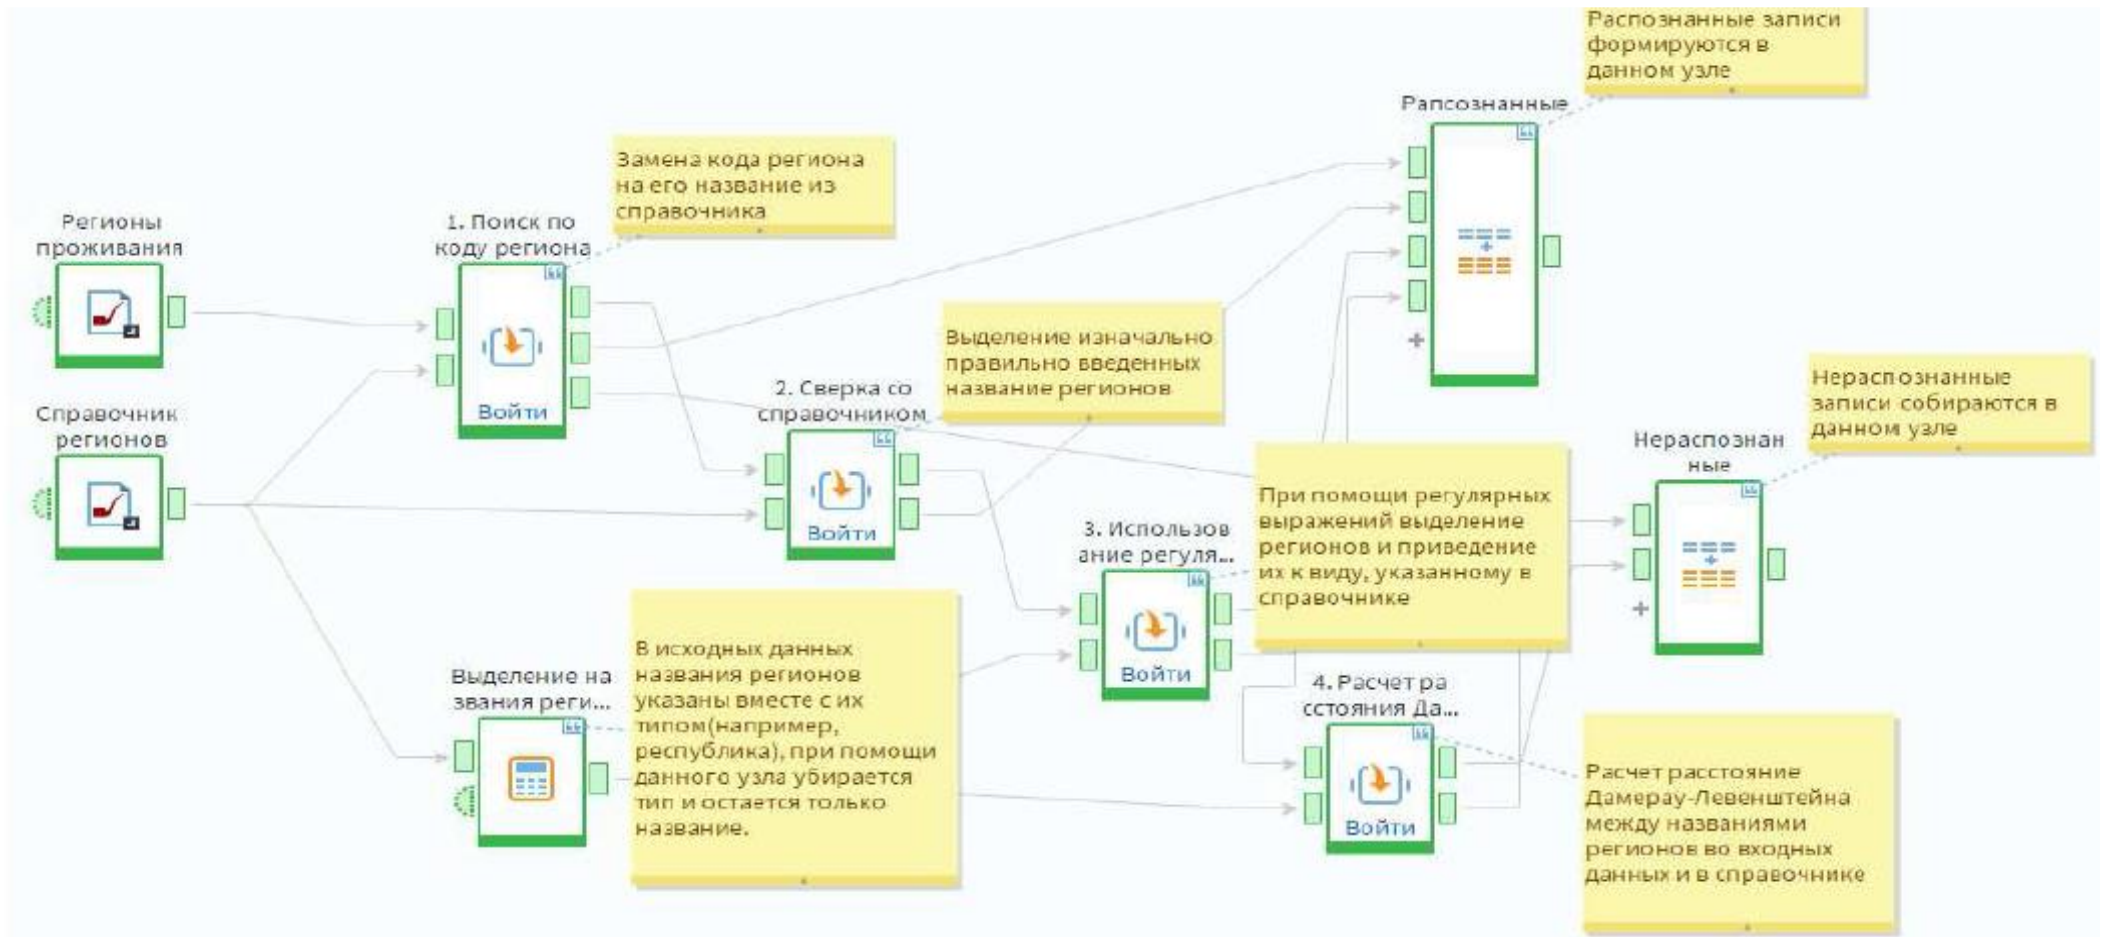 Распознанные записи
формируются в
данном узле
Рапсознанные
Замена кода региона
на его название из
справочника
Регионы
проживания
1. Поиск по
коду региона
Войти
Выделение изначально
правильно введенных
название регионов
2. Сверка со
справочником
Войти
Справочник
регионов
Нераспознанные
записи собираются в
данном узле
Нераспознан
ные
При помощи регулярных
выражений выделение
регионов и приведение
их к виду, указанному в
справочнике
3. Использов
ание регуля...
Войти
В исходных данных
названия регионов
указаны вместе с их
типом(например,
республика), при помощи
данного узла убирается
тип и остается только
название.
Выделение на
звания реги...
4. Расчет ра
сстояния Да...
Войти
Расчет расстояние
Дамерау-Левенштейна
между названиями
регионов во входных
данных и в справочнике